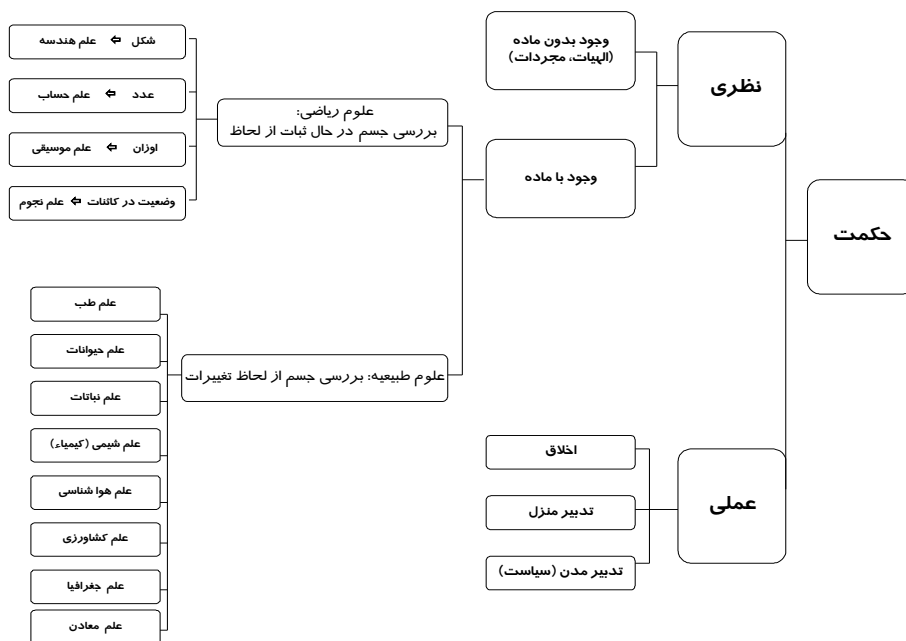 حکمت
نظری
وجود بدون ماده
(الهیات، مجردات)
وجود با ماده
علوم ریاضی:
بررسی جسم در حال ثبات از لحاظ
شکل ⇦ علم هندسه
عدد ⇦ علم حساب
اوزان ⇦ علم موسیقی
وضعیت در کائنات ⇦ علم نجوم
علوم طبیعیه: بررسی جسم از لحاظ تغییرات
علم طب
علم حیوانات
علم نباتات
علم شیمی (کیمیاء)
علم هوا شناسی
علم کشاورزی
علم جغرافیا
علم معادن
عملی
اخلاق
تدبیر منزل
تدبیر مدن (سیاست)